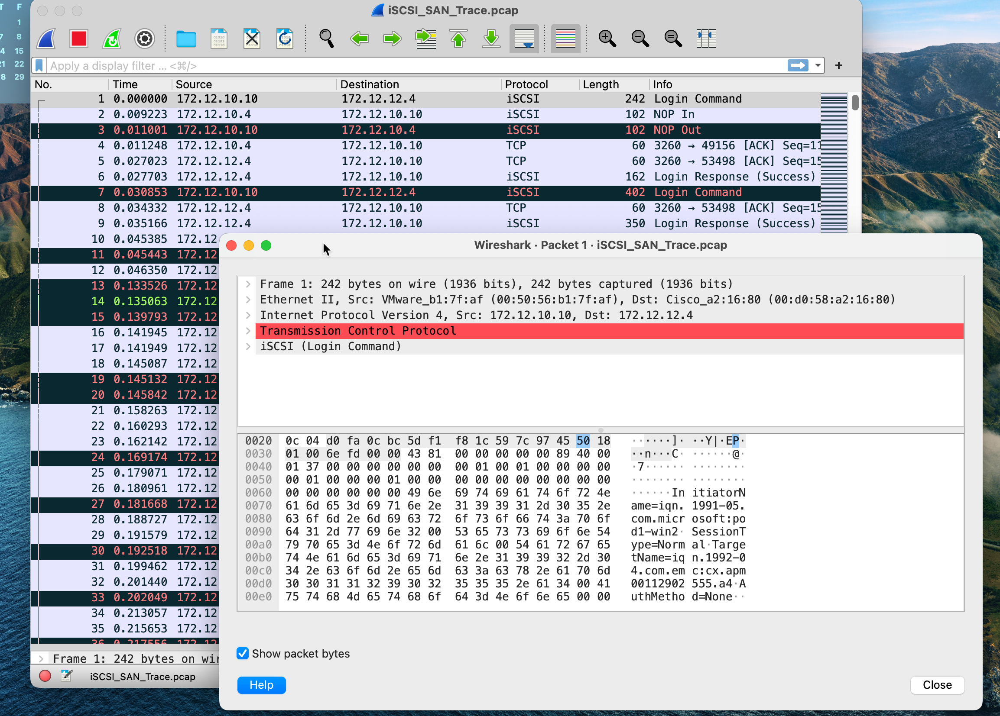 T F
1
7 8
4 15
21 22
28 29
iSCSI_SAN_Trace.pcap
Apply a display filter ... <⌘/>
+
No. Time Source Destination Protocol Length Info
1 0.000000 172.12.10.10 172.12.12.4 iSCSI 242 Login Command
2 0.009223 172.12.10.4 172.12.10.10 iSCSI 102 NOP In
3 0.011001 172.12.10.10 172.12.10.4 iSCSI 102 NOP Out
4 0.011248 172.12.10.4 172.12.10.10 TCP 60 3260 → 49156 [ACK] Seq=11
5 0.027023 172.12.12.4 172.12.10.10 TCP 60 3260 → 53498 [ACK] Seq=15
6 0.027703 172.12.12.4 172.12.10.10 iSCSI 162 Login Response (Success)
7 0.030853 172.12.10.10 172.12.12.4 iSCSI 402 Login Command
8 0.034332 172.12.12.4 172.12.10.10 TCP 60 3260 → 53498 [ACK] Seq=15
9 0.035166 172.12.12.4 172.12.10.10 iSCSI 350 Login Response (Success)
10 0.045385 172.12.
11 0.045443 172.12
12 0.046350 172.12
13 0.133526 172.12
14 0.135063 172.12
15 0.139793 172.12
16 0.141945 172.12
17 0.141949 172.12
18 0.145087 172.12
19 0.145132 172.12
20 0.145842 172.12
21 0.158263 172.12
22 0.160293 172.12
23 0.162142 172.12
24 0.169174 172.12
25 0.179071 172.12
26 0.180961 172.12
27 0.181668 172.12
28 0.188727 172.12
29 0.191579 172.12
30 0.192518 172.12
31 0.199462 172.12
32 0.201440 172.12
33 0.202049 172.12
34 0.213057 172.12
35 0.215653 172.12
36 0.217556 172.12
Frame 1: 242 bytes on wir
iSCSI_SAN_Trace.pcap
Wireshark · Packet 1 · iSCSI_SAN_Trace.pcap
Frame 1: 242 bytes on wire (1936 bits), 242 bytes captured (1936 bits)
Ethernet II, Src: VMware_b1:7f:af (00:50:56:b1:7f:af), Dst: Cisco_a2:16:80 (00:d0:58:a2:16:80)
Internet Protocol Version 4, Src: 172.12.10.10, Dst: 172.12.12.4
Transmission Control Protocol
iSCSI (Login Command)
0020 0c 04 d0 fa 0c bc 5d f1 f8 1c 59 7c 97 45 50 18 ······]· ··Y|·EP·
0030 01 00 6e fd 00 00 43 81 00 00 00 00 00 89 40 00 ··n···C· ······@·
0040 01 37 00 00 00 00 00 00 00 01 00 01 00 00 00 00 ·7······ ········
0050 00 01 00 00 00 01 00 00 00 00 00 00 00 00 00 00 ········ ········
0060 00 00 00 00 00 00 49 6e 69 74 69 61 74 6f 72 4e ······In itiatorN
0070 61 6d 65 3d 69 71 6e 2e 31 39 39 31 2d 30 35 2e ame=iqn. 1991-05.
0080 63 6f 6d 2e 6d 69 63 72 6f 73 6f 66 74 3a 70 6f com.micr osoft:po
0090 64 31 2d 77 69 6e 32 00 53 65 73 73 69 6f 6e 54 d1-win2· SessionT
00a0 79 70 65 3d 4e 6f 72 6d 61 6c 00 54 61 72 67 65 ype=Norm al·Targe
00b0 74 4e 61 6d 65 3d 69 71 6e 2e 31 39 39 32 2d 30 tName=iq n.1992-0
00c0 34 2e 63 6f 6d 2e 65 6d 63 3a 63 78 2e 61 70 6d 4.com.em c:cx.apm
00d0 30 30 31 31 32 39 30 32 35 35 35 2e 61 34 00 41 00112902 555.a4·A
00e0 75 74 68 4d 65 74 68 6f 64 3d 4e 6f 6e 65 00 00 uthMetho d=None··
Show packet bytes
Help
Close